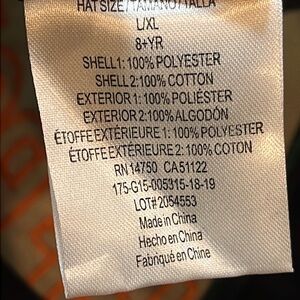 HAT SIZE / TAMAÑO / TALLA
L/XL
8+YR
SHELL 1: 100% POLYESTER
SHELL 2: 100% COTTON
EXTERIOR 1: 100% POLIÉSTER
EXTERIOR 2: 100% ALGODÓN
ÉTOFFE EXTÉRIEURE 1: 100% POLYESTER
ÉTOFFE EXTÉRIEURE 2: 100% COTON
RN 14750 CA51122
175-G15-005315-18-19
LOT# 2054553
Made in China
Hecho en China
Fabriqué en Chine